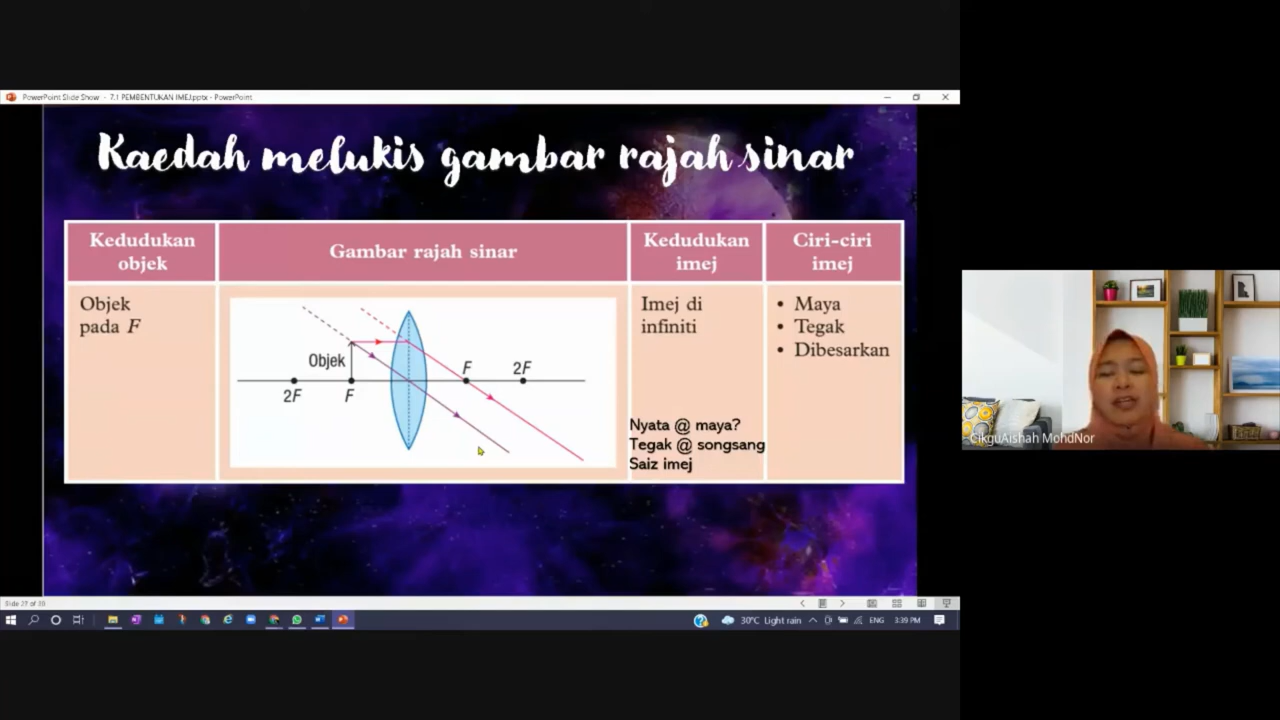 PowerPoint Slide Show - 7.1 PEMBENTUKAN IMEJ.pptx - PowerPoint
Kaedah melukis gambar rajah sinar
Kedudukan
objek
Gambar rajah sinar
Kedudukan
imej
Ciri-ciri
imej
Objek
pada F
Objek
2F
F
F
2F
Imej di
infiniti
Nyata @ maya?
Tegak @ songsang
Saiz imej
• Maya
• Tegak
• Dibesarkan
CikguAishah MohdNor
30°C Light rain
ENG
3:39 PM